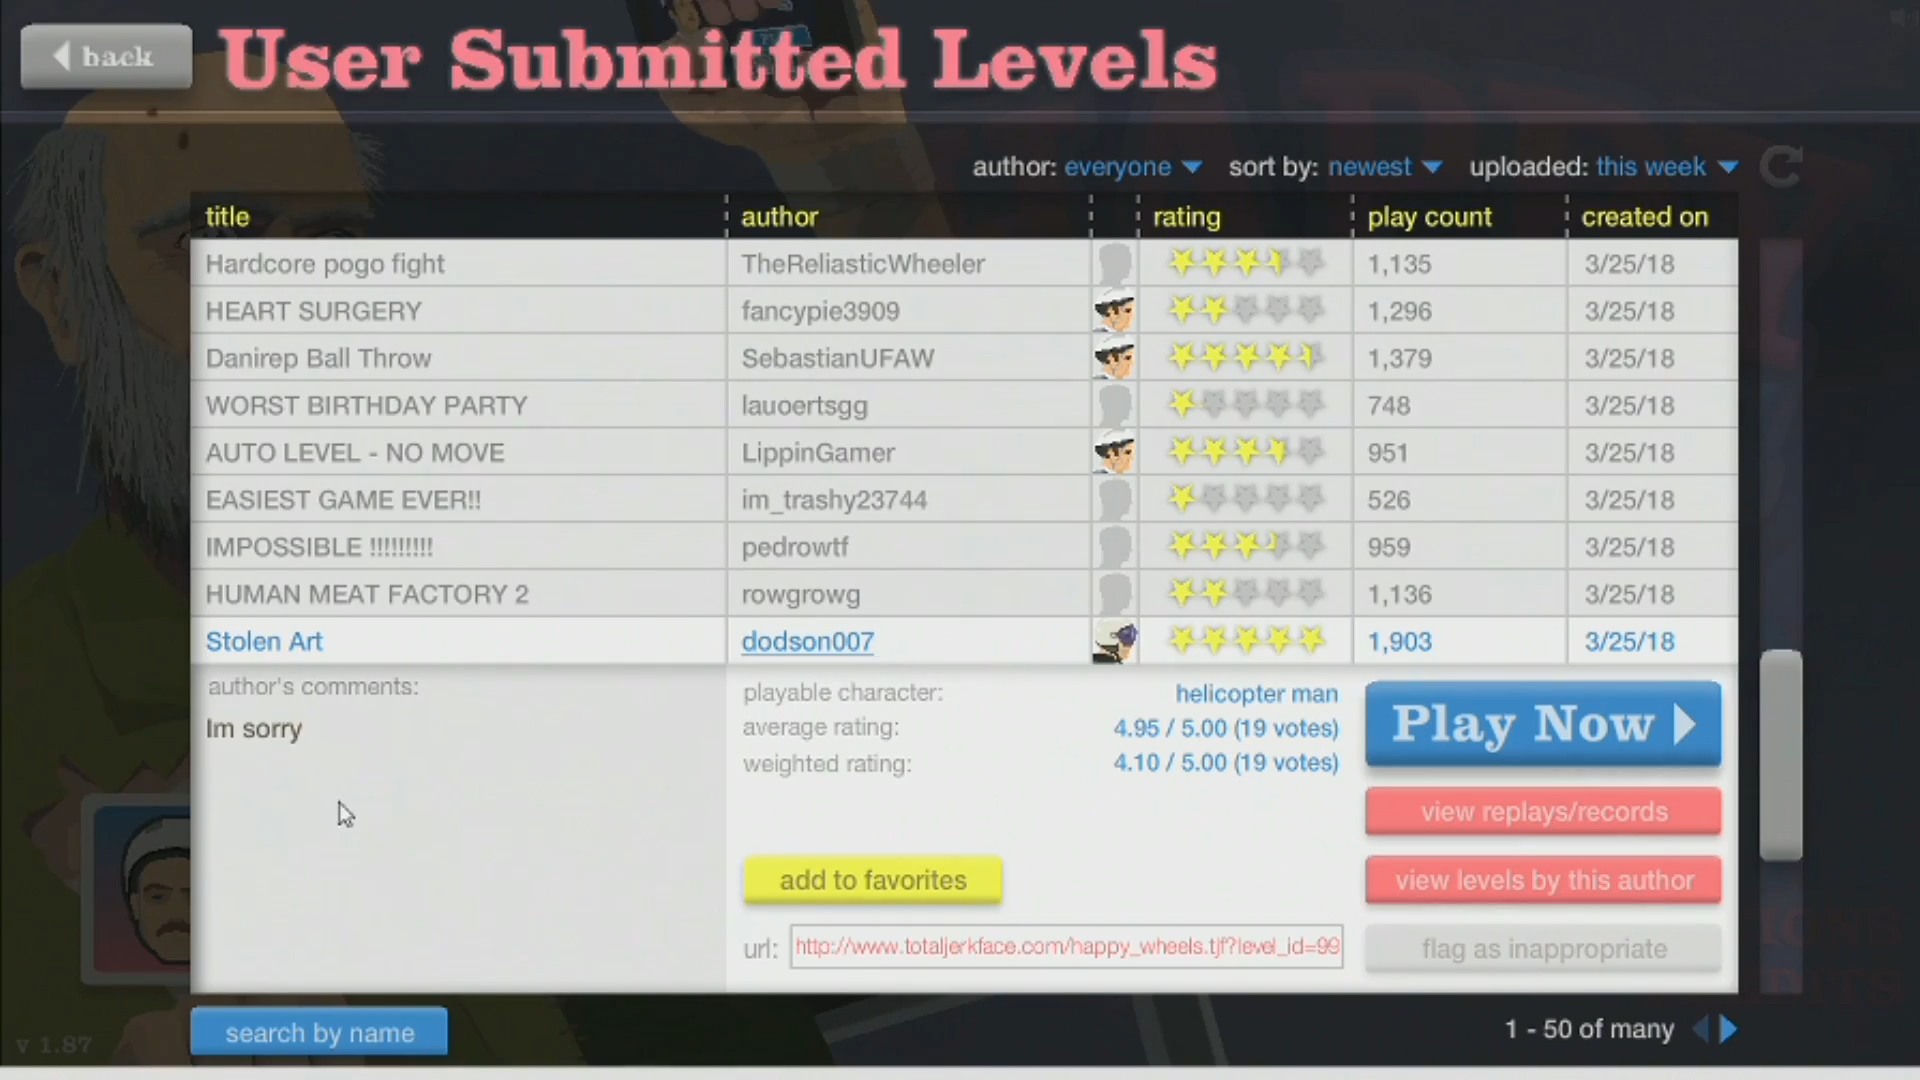 back
User Submitted Levels
author: everyone sort by: newest uploaded: this week
title author rating play count created on
Hardcore pogo fight TheReliasticWheeler 1,135 3/25/18
HEART SURGERY fancypie3909 1,296 3/25/18
Danirep Ball Throw SebastianUFAW 1,379 3/25/18
WORST BIRTHDAY PARTY lauoertsgg 748 3/25/18
AUTO LEVEL - NO MOVE LippinGamer 951 3/25/18
EASIEST GAME EVER!! im_trashy23744 526 3/25/18
IMPOSSIBLE !!!!!!!!! pedrowtf 959 3/25/18
HUMAN MEAT FACTORY 2 rowgrowg 1,136 3/25/18
Stolen Art dodson007 1,903 3/25/18
author's comments:
Im sorry
playable character: helicopter man
average rating: 4.95 / 5.00 (19 votes)
weighted rating: 4.10 / 5.00 (19 votes)
Play Now
view replays/records
add to favorites
view levels by this author
url: http://www.totaljerkface.com/happy_wheels.tjf?level_id=99
flag as inappropriate
search by name
1 - 50 of many
v 1.87